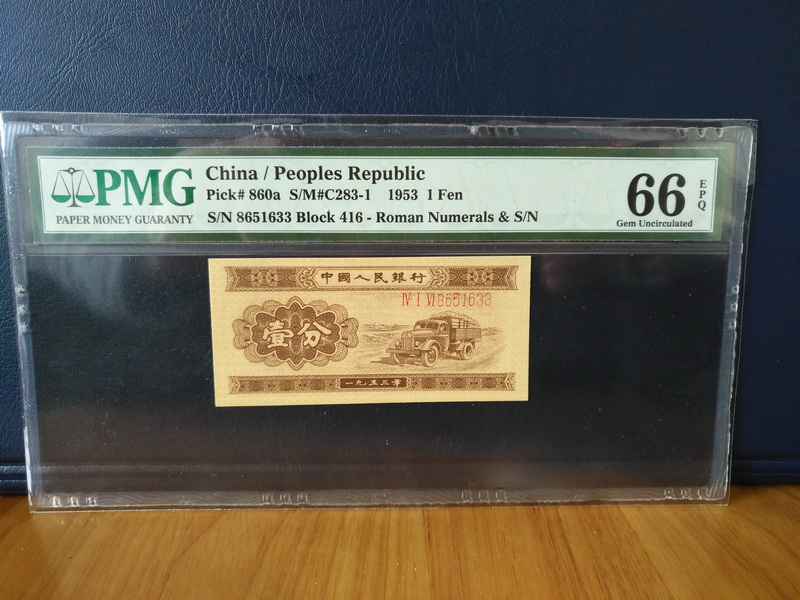 PMG
PAPER MONEY GUARANTY
China / Peoples Republic
Pick# 860a S/M#C283-1 1953 1 Fen
S/N 8651633 Block 416 - Roman Numerals & S/N
66 EPQ
Gem Uncirculated
中國人民銀行
IV I VI 8651633
壹分
一九五三年